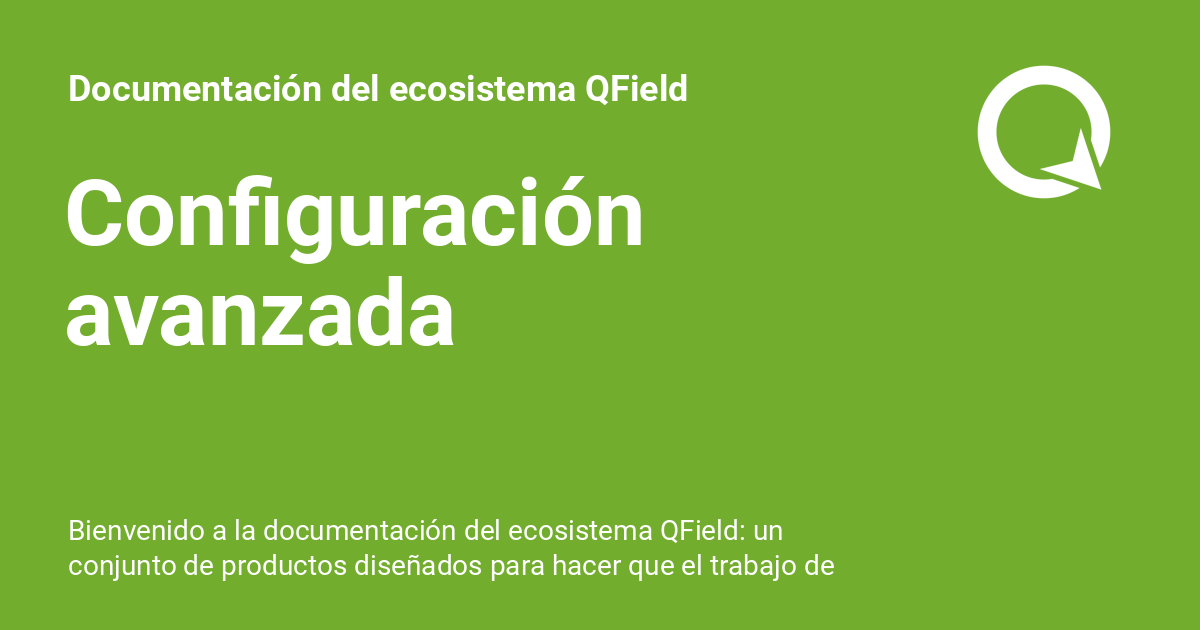 Documentación del ecosistema QField
Configuración
avanzada
Bienvenido a la documentación del ecosistema QField: un
conjunto de productos diseñados para hacer que el trabajo de